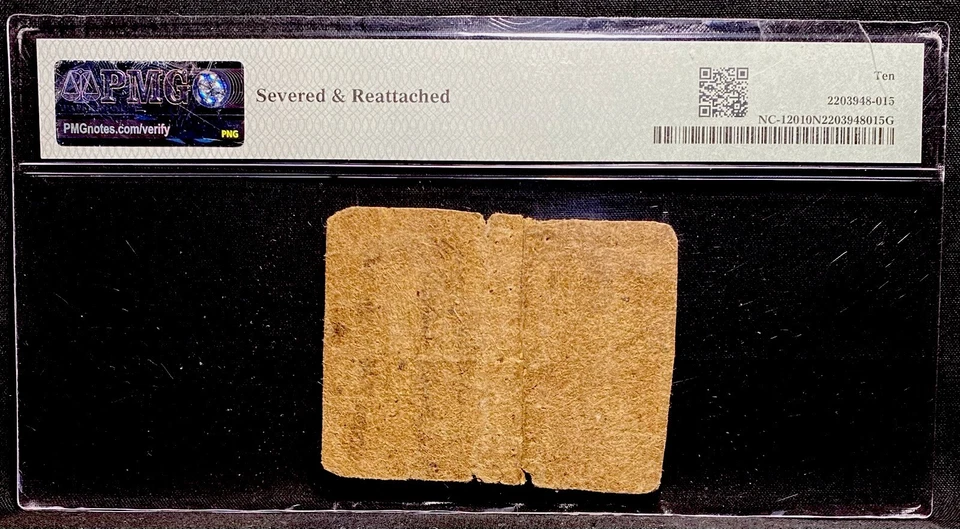 PMG
PMGnotes.com/verify
PNG
Severed & Reattached
Ten
2203948-015
NC-12010N2203948015G